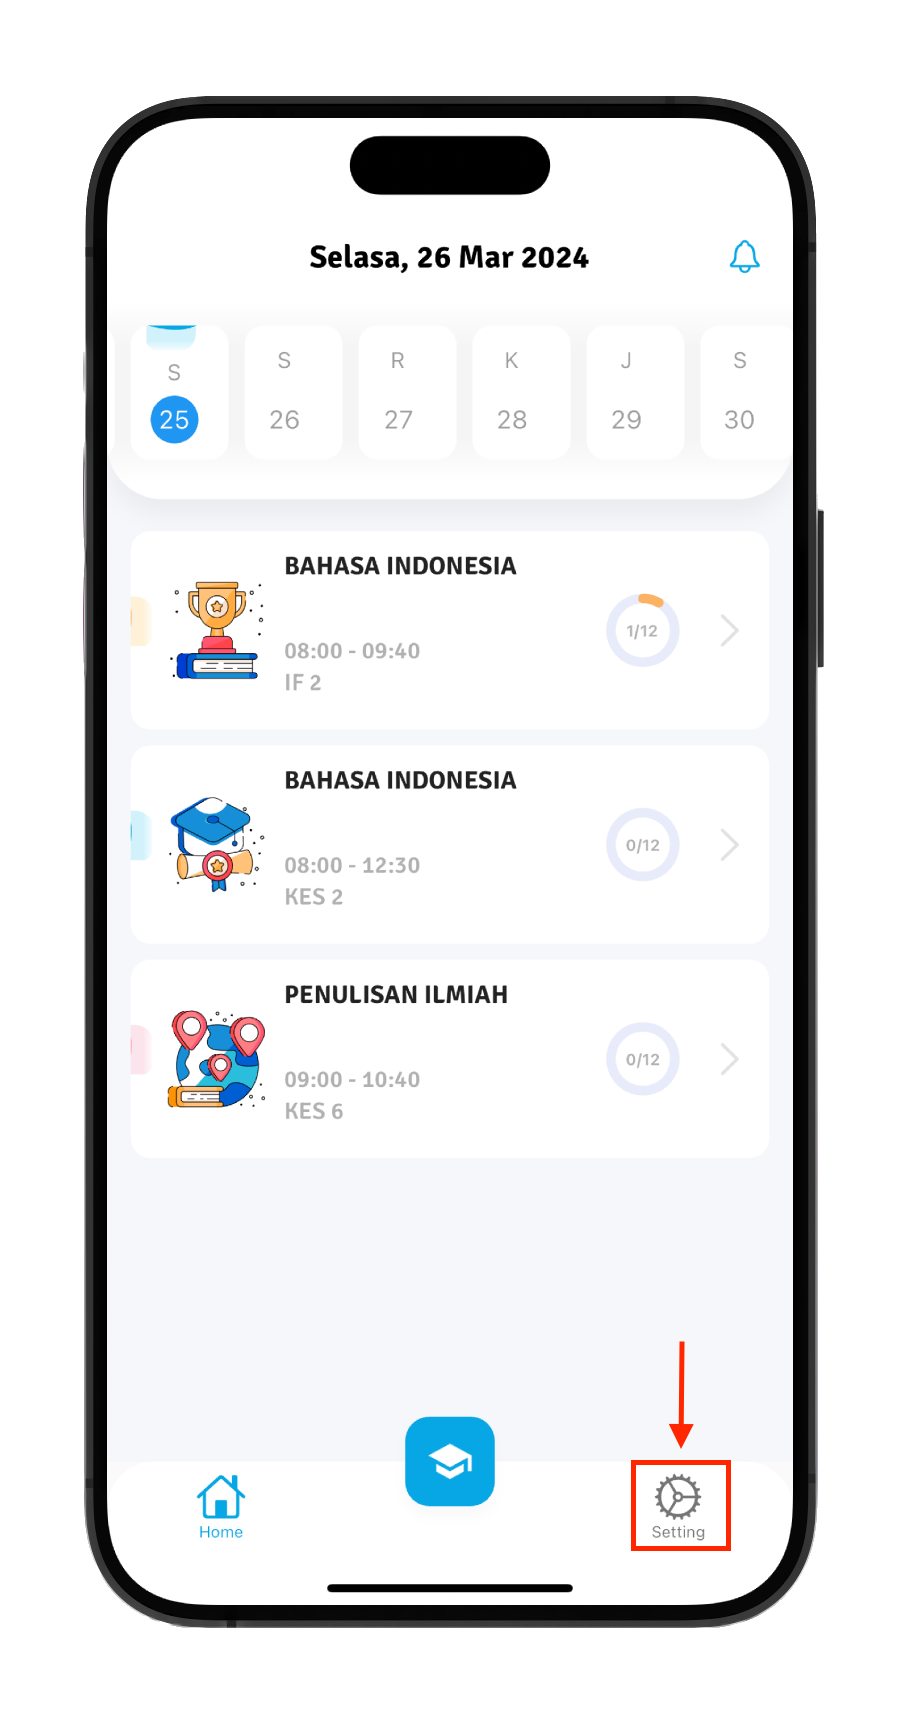 Selasa, 26 Mar 2024
S S R K J S
25 26 27 28 29 30
BAHASA INDONESIA
1/12
08:00 - 09:40
IF 2
BAHASA INDONESIA
0/12
08:00 - 12:30
KES 2
PENULISAN ILMIAH
0/12
09:00 - 10:40
KES 6
Home
Setting